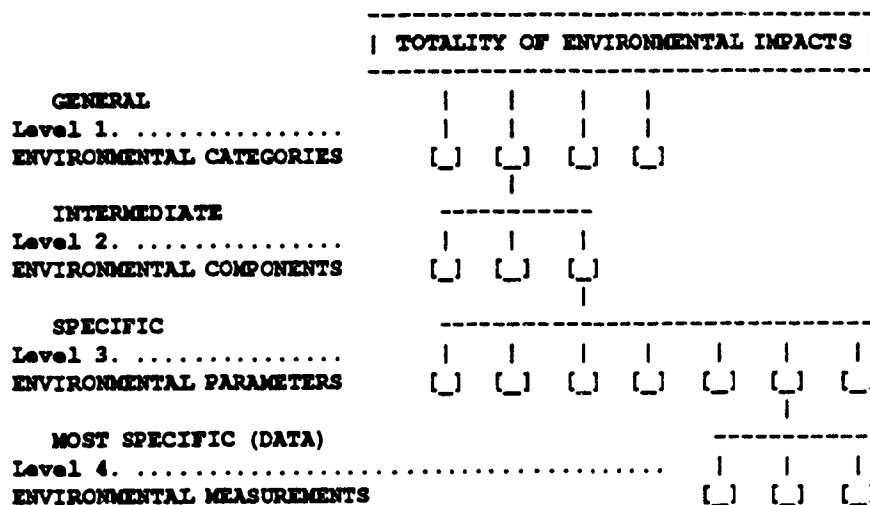 | TOTALITY OF ENVIRONMENTAL IMPACTS |
GENERAL
Level 1. ................
ENVIRONMENTAL CATEGORIES [_] [_] [_] [_]
INTERMEDIATE
Level 2. ................
ENVIRONMENTAL COMPONENTS [_] [_] [_]
SPECIFIC
Level 3. ................
ENVIRONMENTAL PARAMETERS [_] [_] [_] [_] [_] [_] [_]
MOST SPECIFIC (DATA)
Level 4. ........................................
ENVIRONMENTAL MEASUREMENTS [_] [_] [_]